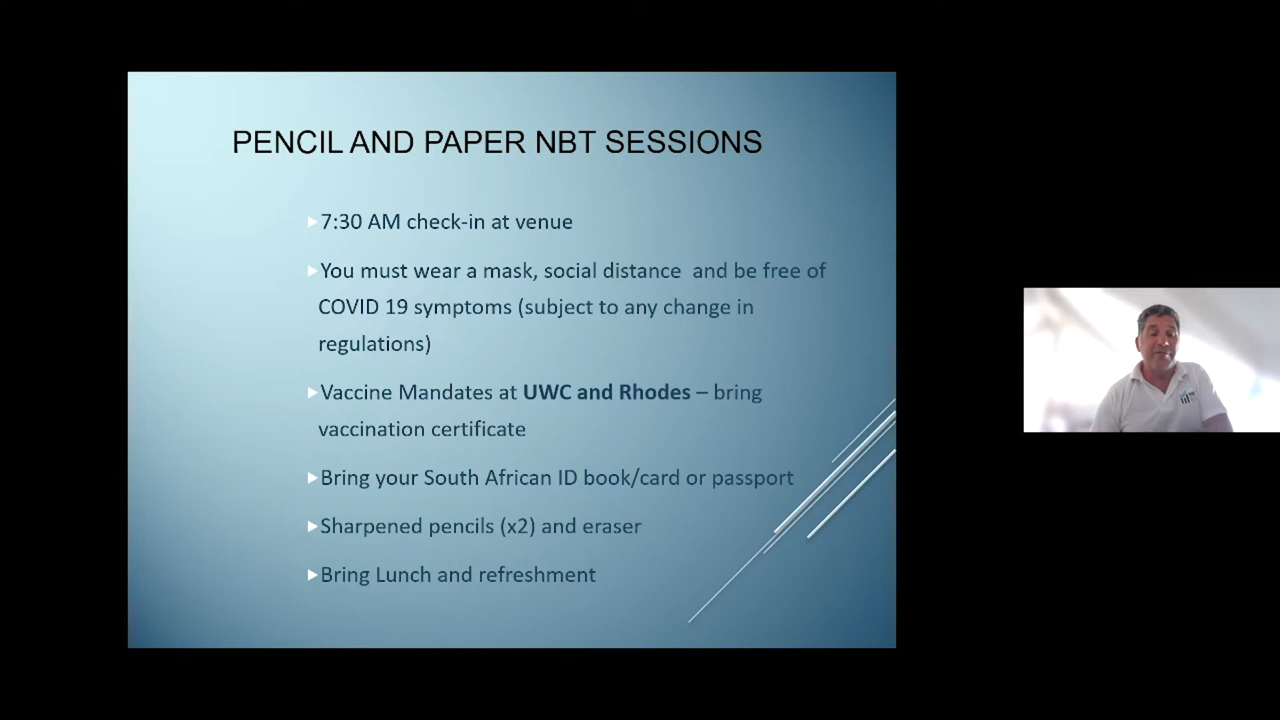 PENCIL AND PAPER NBT SESSIONS
7:30 AM check-in at venue
You must wear a mask, social distance and be free of
COVID 19 symptoms (subject to any change in
regulations)
Vaccine Mandates at UWC and Rhodes – bring
vaccination certificate
Bring your South African ID book/card or passport
Sharpened pencils (x2) and eraser
Bring Lunch and refreshment